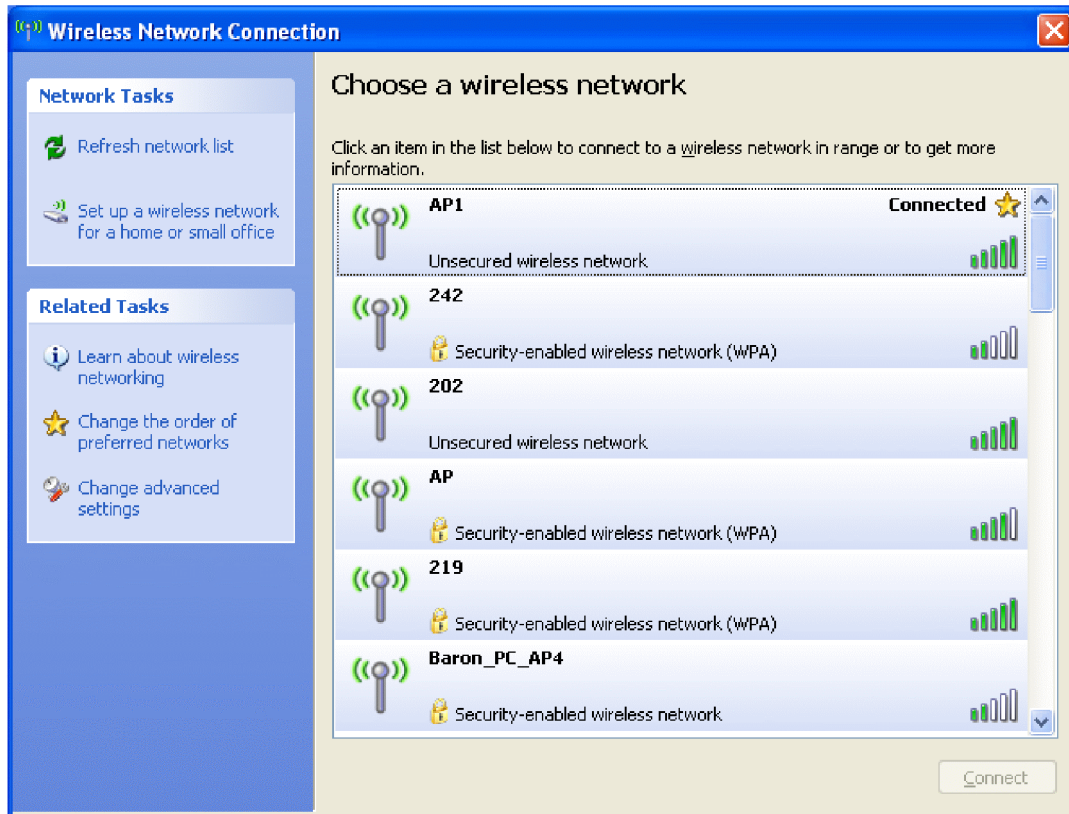 Wireless Network Connection
Network Tasks
Refresh network list
Set up a wireless network
for a home or small office
Related Tasks
Learn about wireless
networking
Change the order of
preferred networks
Change advanced
settings
Choose a wireless network
Click an item in the list below to connect to a wireless network in range or to get more
information.
AP1 Connected
Unsecured wireless network
242
Security-enabled wireless network (WPA)
202
Unsecured wireless network
AP
Security-enabled wireless network (WPA)
219
Security-enabled wireless network (WPA)
Baron_PC_AP4
Security-enabled wireless network
Connect